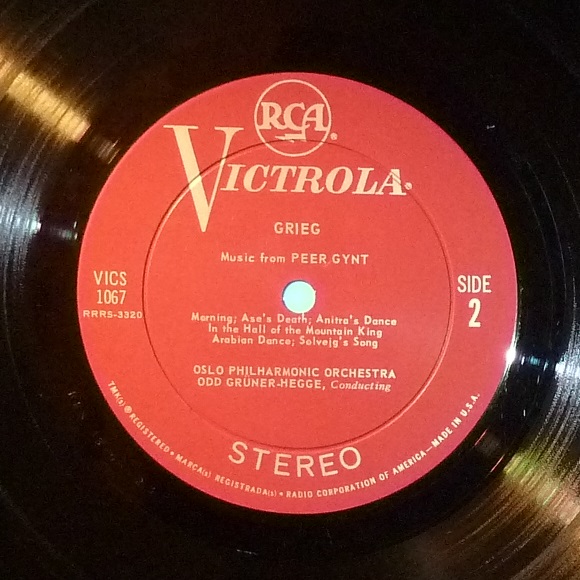 RCA®
VICTROLA®
GRIEG
Music from PEER GYNT
VICS
1067
RRRS-3320
SIDE
2
Morning; Asa's Death; Anitra's Dance
In the Hall of the Mountain King
Arabian Dance; Solvejg's Song
OSLO PHILHARMONIC ORCHESTRA
ODD GRÜNER-HEGGE, Conducting
STEREO
TMK(s) ® REGISTERED • MARCA(s) REGISTRADA(s) • RADIO CORPORATION OF AMERICA—MADE IN U.S.A.